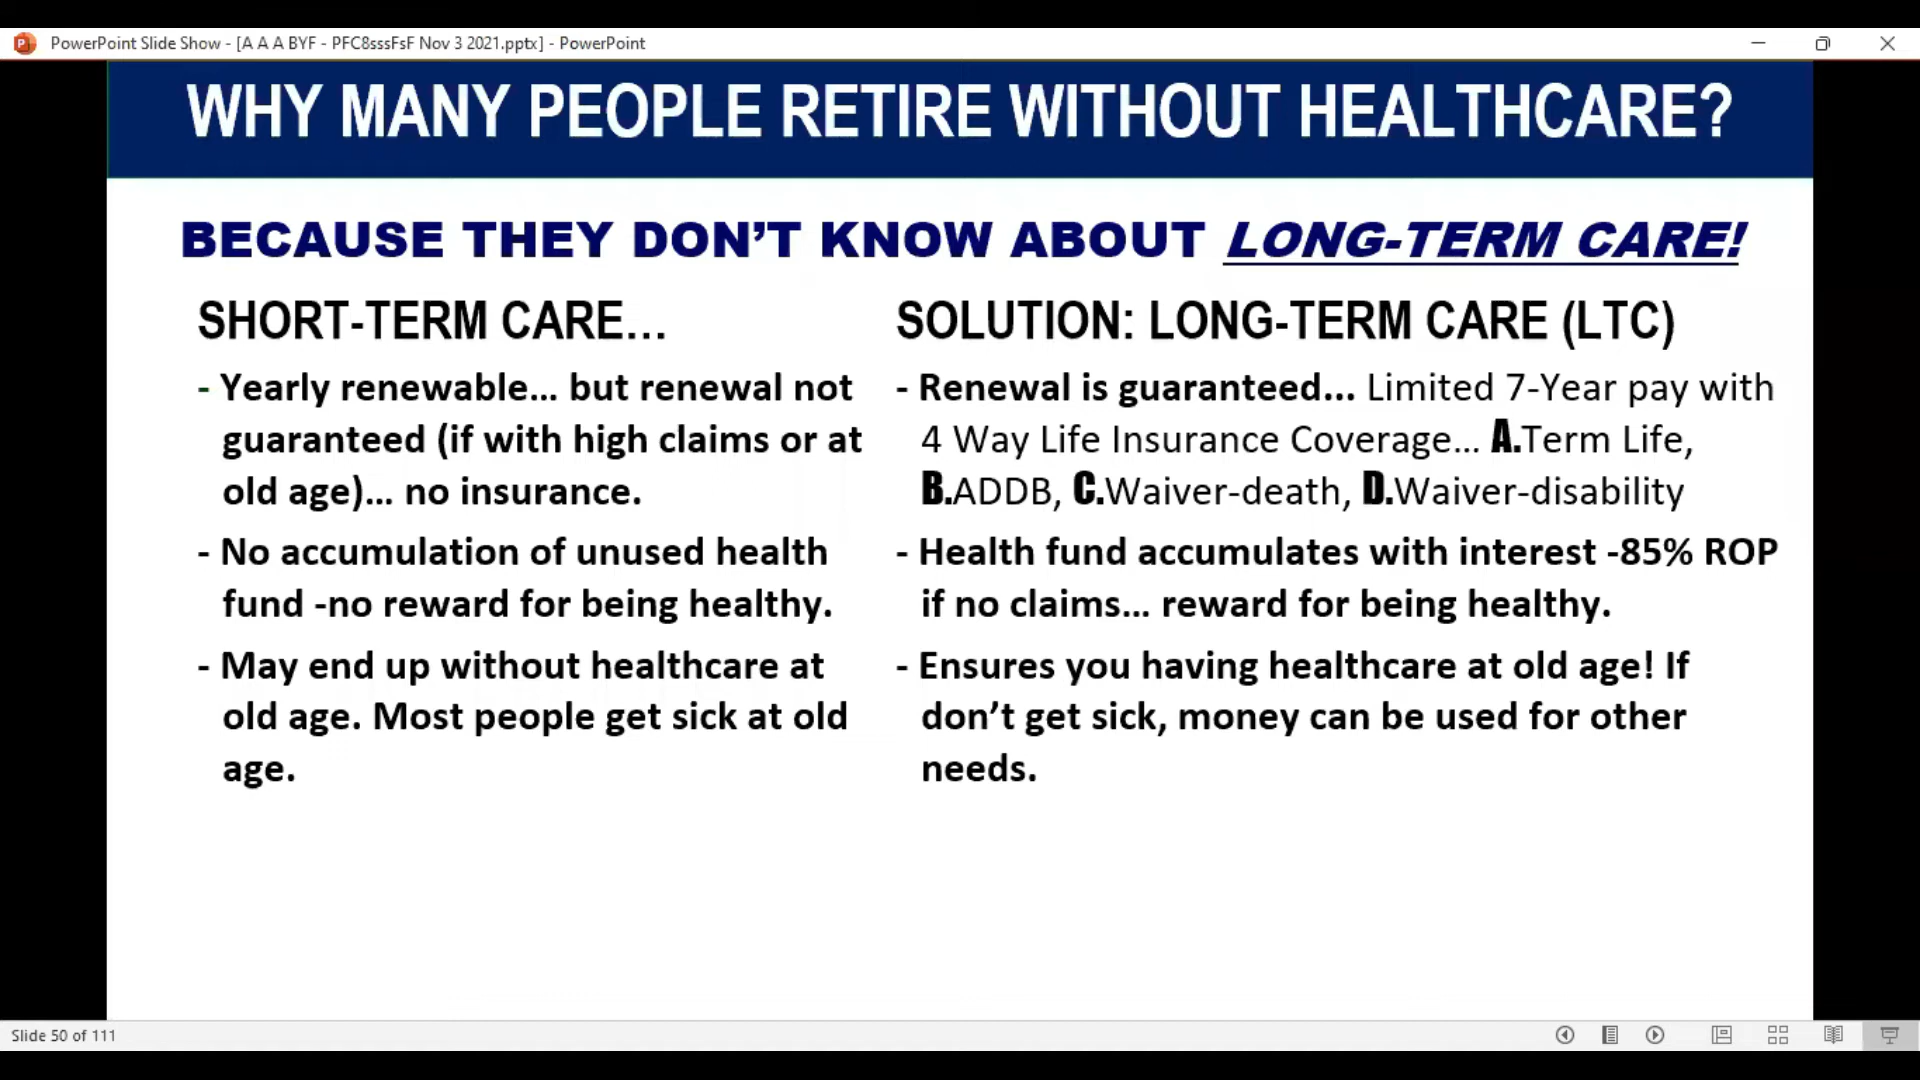 PowerPoint Slide Show - [A A A BYF - PFC8sssFsF Nov 3 2021.pptx] - PowerPoint
WHY MANY PEOPLE RETIRE WITHOUT HEALTHCARE?
BECAUSE THEY DON'T KNOW ABOUT LONG-TERM CARE!
SHORT-TERM CARE...
- Yearly renewable... but renewal not
guaranteed (if with high claims or at
old age)... no insurance.
- No accumulation of unused health
fund -no reward for being healthy.
- May end up without healthcare at
old age. Most people get sick at old
age.
SOLUTION: LONG-TERM CARE (LTC)
- Renewal is guaranteed... Limited 7-Year pay with
4 Way Life Insurance Coverage... A.Term Life,
B.ADDB, C.Waiver-death, D.Waiver-disability
- Health fund accumulates with interest -85% ROP
if no claims... reward for being healthy.
- Ensures you having healthcare at old age! If
don't get sick, money can be used for other
needs.
Slide 50 of 111